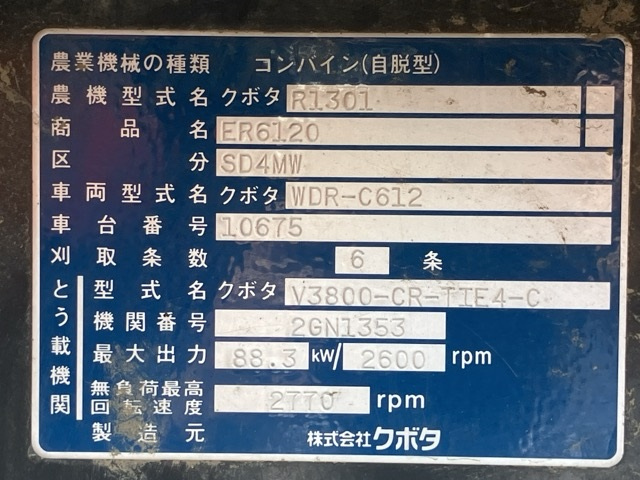 農業機械の種類 コンバイン(自脱型)
農機型式名 クボタ R1301
商品名 ER6120
区分 SD4MW
車両型式名 クボタ WDR-C612
車台番号 10675
刈取条数 6 条
とう載機関
型式名 クボタ V3800-CR-TIE4-C
機関番号 2GN1353
最大出力 88.3 kW/ 2600 rpm
無負荷最高回転速度 2770 rpm
製造元 株式会社クボタ